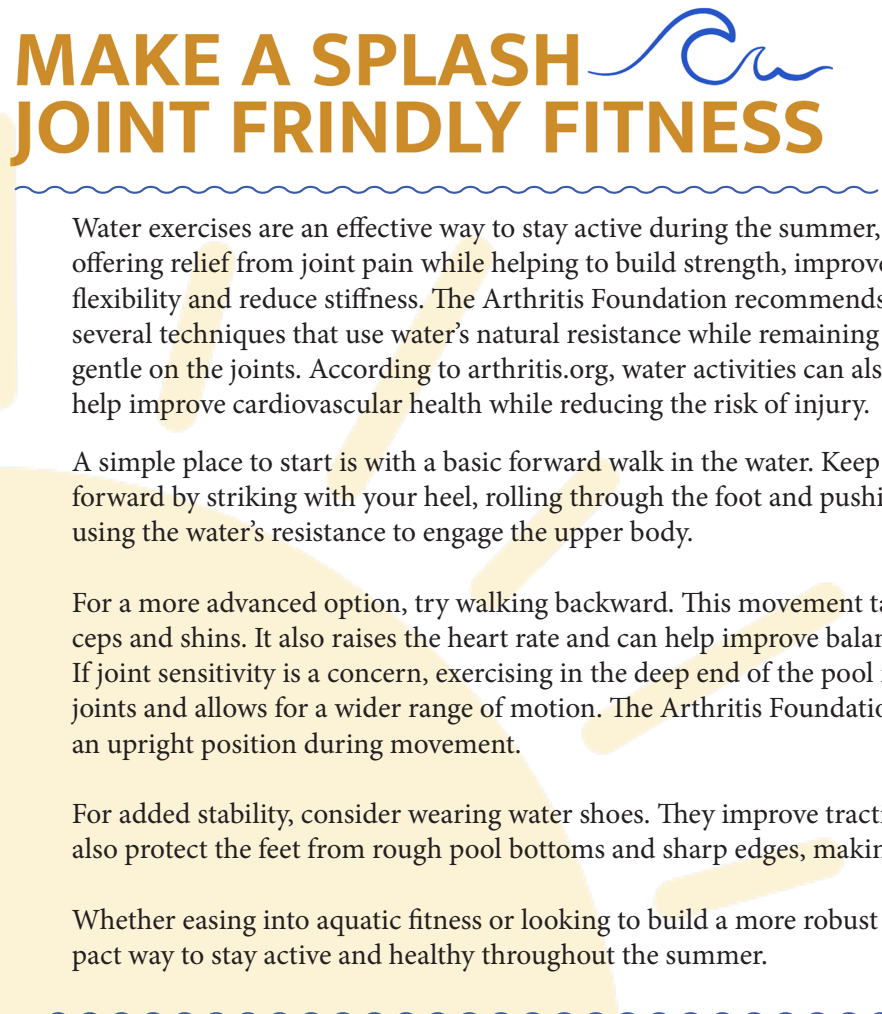 MAKE A SPLASH
JOINT FRINDLY FITNESS
Water exercises are an effective way to stay active during the summer,
offering relief from joint pain while helping to build strength, improve
flexibility and reduce stiffness. The Arthritis Foundation recommends
several techniques that use water’s natural resistance while remaining
gentle on the joints. According to arthritis.org, water activities can als
help improve cardiovascular health while reducing the risk of injury.
A simple place to start is with a basic forward walk in the water. Keep
forward by striking with your heel, rolling through the foot and pushi
using the water’s resistance to engage the upper body.
For a more advanced option, try walking backward. This movement ta
ceps and shins. It also raises the heart rate and can help improve balan
If joint sensitivity is a concern, exercising in the deep end of the pool
joints and allows for a wider range of motion. The Arthritis Foundatio
an upright position during movement.
For added stability, consider wearing water shoes. They improve tracti
also protect the feet from rough pool bottoms and sharp edges, makin
Whether easing into aquatic fitness or looking to build a more robust
pact way to stay active and healthy throughout the summer.